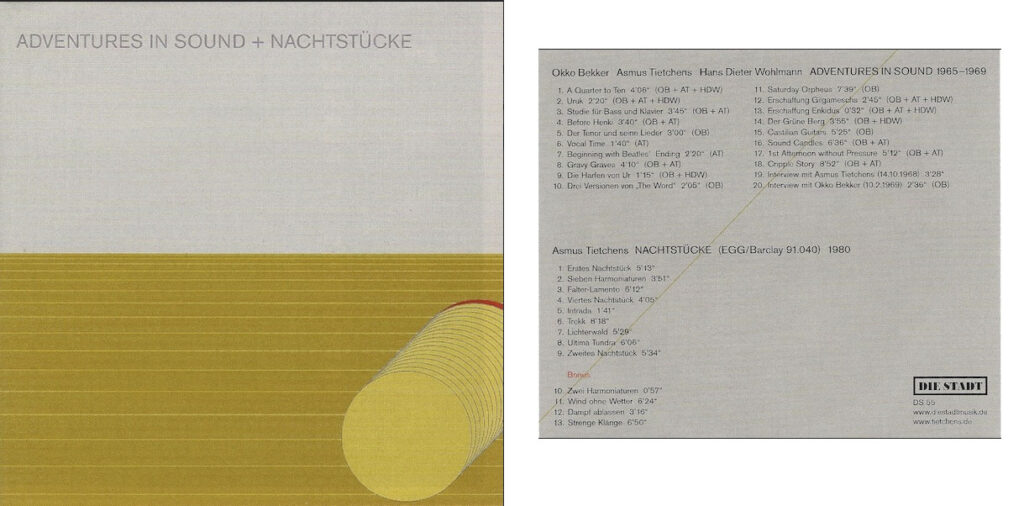 ADVENTURES IN SOUND + NACHTSTÜCKE
Okko Bekker Asmus Tietchens Hans Dieter Wohlmann ADVENTURES IN SOUND 1965–1969
1. A Quarter to Ten 4'06" (OB + AT + HDW)
2. Uruk 2'20" (OB + AT + HDW)
3. Studie für Bass und Klavier 3'45" (OB + AT)
4. Before Henki 3'40" (OB + AT)
5. Der Tenor und seine Lieder 3'00" (OB)
6. Vocal Time 1'40" (AT)
7. Beginning with Beatles' Ending 2'20" (AT)
8. Gravy Graves 4'10" (OB + AT)
9. Die Harfen von Ur 1'15" (OB + HDW)
10. Drei Versionen von „The Word" 2'05" (OB)
11. Saturday Orpheus 7'39" (OB)
12. Erschaffung Gilgameschs 2'45" (OB + AT + HDW)
13. Erschaffung Enkidus 0'32" (OB + AT + HDW)
14. Der Grüne Berg 3'55" (OB + HDW)
15. Castilian Guitars 5'25" (OB)
16. Sound Candles 6'36" (OB + AT)
17. 1st Afternoon without Pressure 5'12" (OB + AT)
18. Cripple Story 8'52" (OB + AT)
19. Interview mit Asmus Tietchens (14.10.1968) 3'28"
20. Interview mit Okko Bekker (10.2.1969) 2'36" (OB)
Asmus Tietchens NACHTSTÜCKE (EGG/Barclay 91.040) 1980
1. Erstes Nachtstück 5'13"
2. Sieben Harmoniaturen 3'51"
3. Falter-Lamento 6'12"
4. Viertes Nachtstück 4'05"
5. Intrada 1'41"
6. Trekk 8'18"
7. Lichterwald 5'29"
8. Ultima Tundra 6'06"
9. Zweites Nachtstück 5'34"
Bonus
10. Zwei Harmoniaturen 0'57"
11. Wind ohne Wetter 6'24"
12. Dampf ablassen 3'16"
13. Strenge Klänge 6'50"
DIE STADT
DS 55
www.diestadtmusik.de
www.tietchens.de